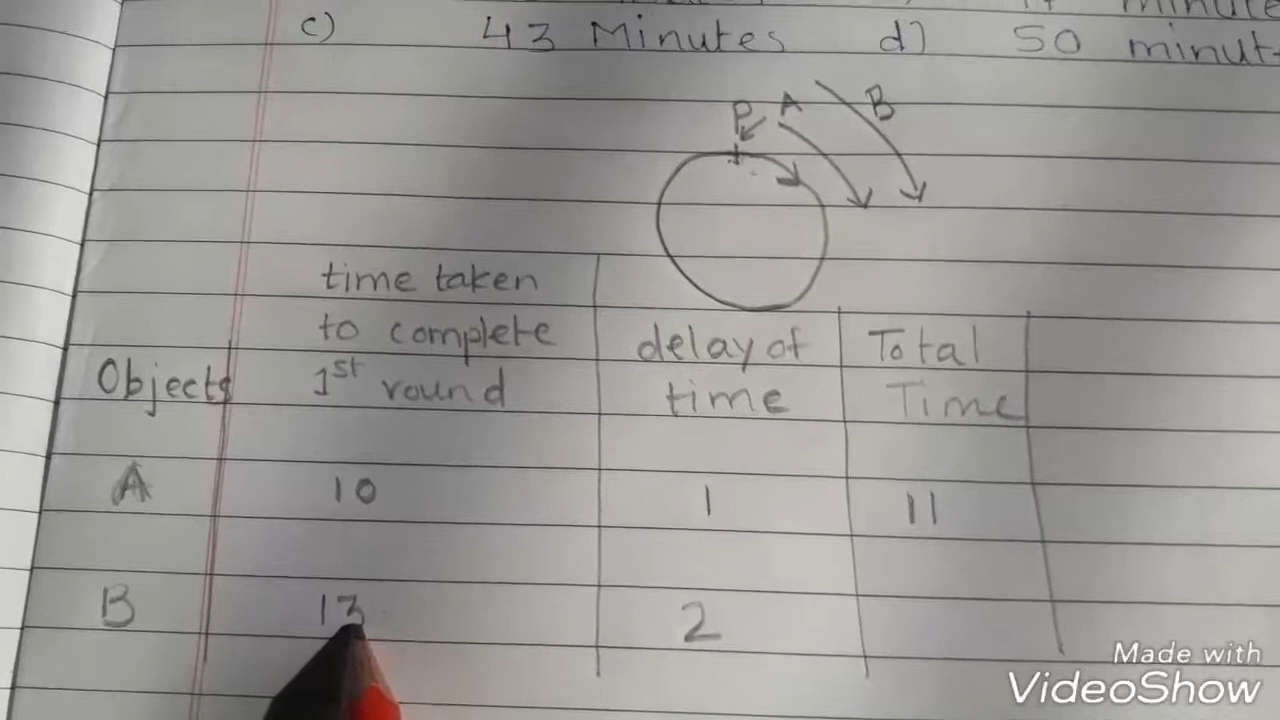 minute
c) 43 Minutes d) 50 minut
P A B
time taken
to complete delay of Total
Objects 1st round time Time
A 10 1 11
B 13 2
Made with
VideoShow